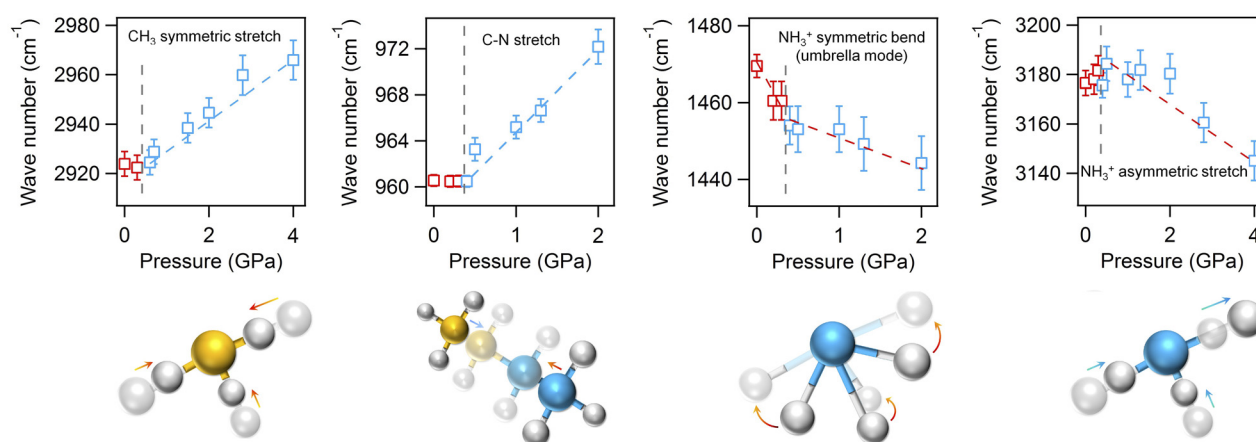 2980
2960
2940
2920
Wave number (cm⁻¹)
CH₃ symmetric stretch
0 2 4
Pressure (GPa)
972
968
964
960
Wave number (cm⁻¹)
C-N stretch
0 1 2
Pressure (GPa)
1480
1460
1440
Wave number (cm⁻¹)
NH₃⁺ symmetric bend
(umbrella mode)
0 1 2
Pressure (GPa)
3200
3180
3160
3140
Wave number (cm⁻¹)
NH₃⁺ asymmetric stretch
0 1 2 3 4
Pressure (GPa)